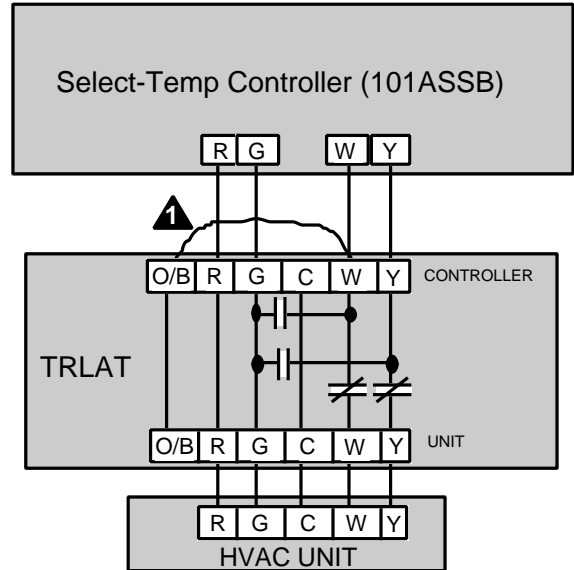 Select-Temp Controller (101ASSB)
R G W Y
1
O/B R G C W Y CONTROLLER
TRLAT
O/B R G C W Y UNIT
R G C W Y
HVAC UNIT